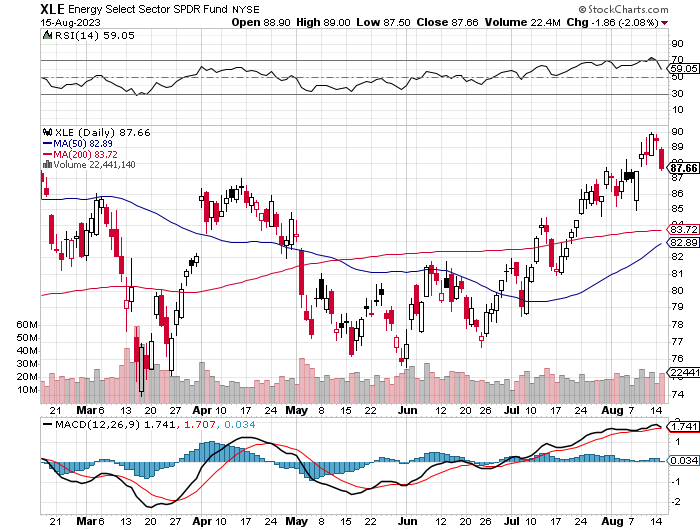 XLE Energy Select Sector SPDR Fund NYSE © StockCharts.com
15-Aug-2023 Open 88.90 High 89.00 Low 87.50 Close 87.66 Volume 22.4M Chg -1.86 (-2.08%)
RSI(14) 59.05
90
70
59.05
50
30
10
XLE (Daily) 87.66
MA(50) 82.89
MA(200) 83.72
Volume 22,441,140
90
89
88
87.66
87
86
85
84
83.72
82.89
82
81
80
79
78
77
76
75
74
60M
50M
40M
30M
20M
10M
22441
21 Mar 6 13 20 27 Apr 10 17 24 May 8 15 22 Jun 12 20 26 Jul 10 17 24 Aug 7 14
MACD(12,26,9) 1.741, 1.707, 0.034
1.741
1
0.034
-1
-2
21 Mar 6 13 20 27 Apr 10 17 24 May 8 15 22 Jun 12 20 26 Jul 10 17 24 Aug 7 14